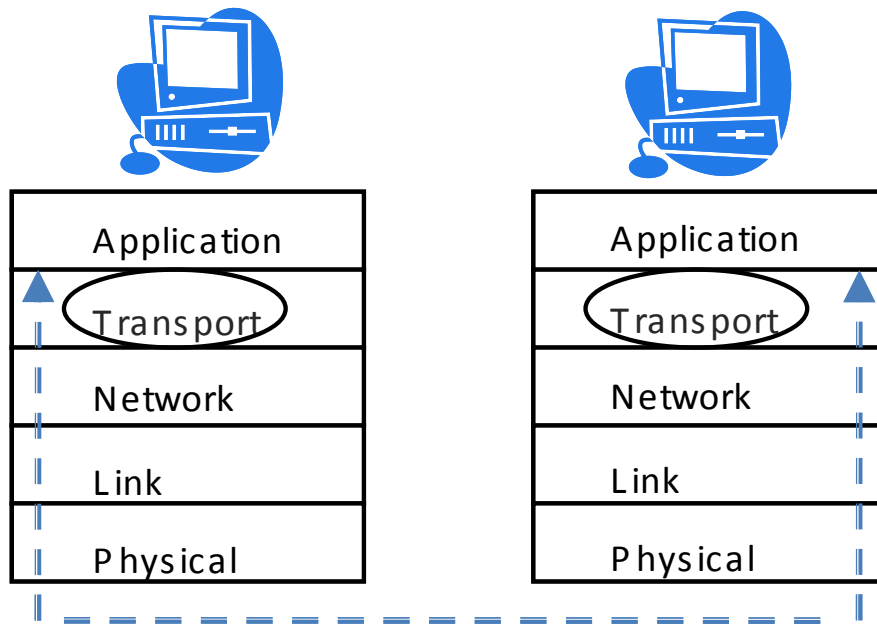 Application
Transport
Network
Link
Physical
Application
Transport
Network
Link
Physical